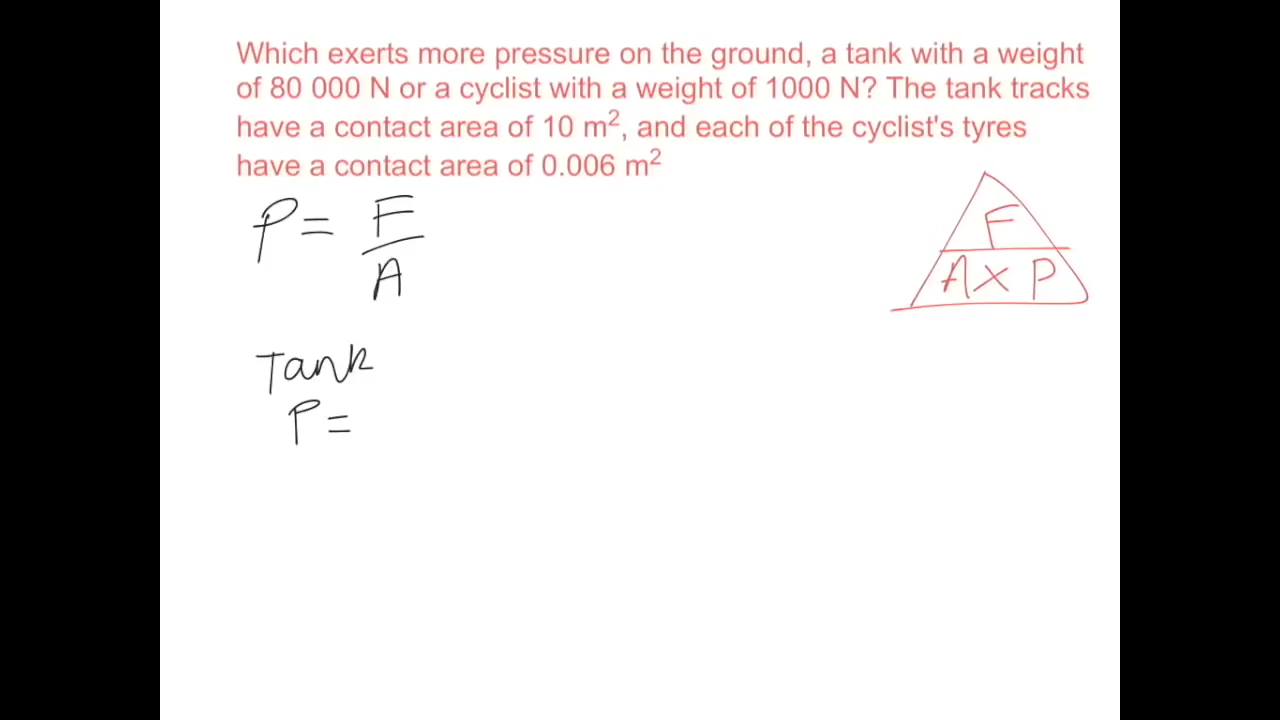 Which exerts more pressure on the ground, a tank with a weight
of 80 000 N or a cyclist with a weight of 1000 N? The tank tracks
have a contact area of 10 m², and each of the cyclist's tyres
have a contact area of 0.006 m²
P = F
A
F
A X P
Tank
P =